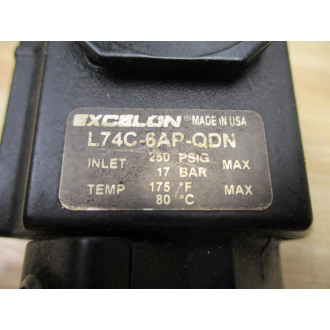 EXCELON® MADE IN USA
L74C-6AP-QDN
INLET 250 PSIG MAX
17 BAR
TEMP 175 °F MAX
80 °C